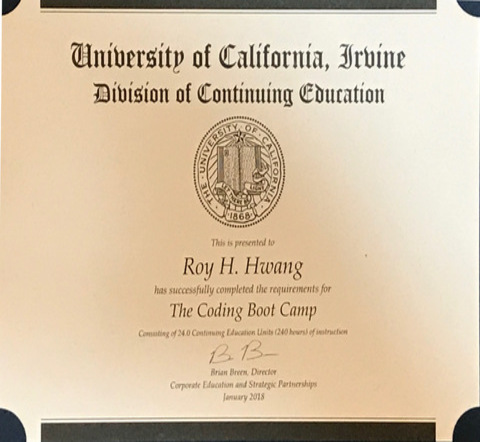 University of California, Irvine
Division of Continuing Education
THE UNIVERSITY OF CALIFORNIA
1868
This is presented to
Roy H. Hwang
has successfully completed the requirements for
The Coding Boot Camp
Consisting of 24.0 Continuing Education Units (240 hours) of instruction
Brian Breen, Director
Corporate Education and Strategic Partnerships
January 2018